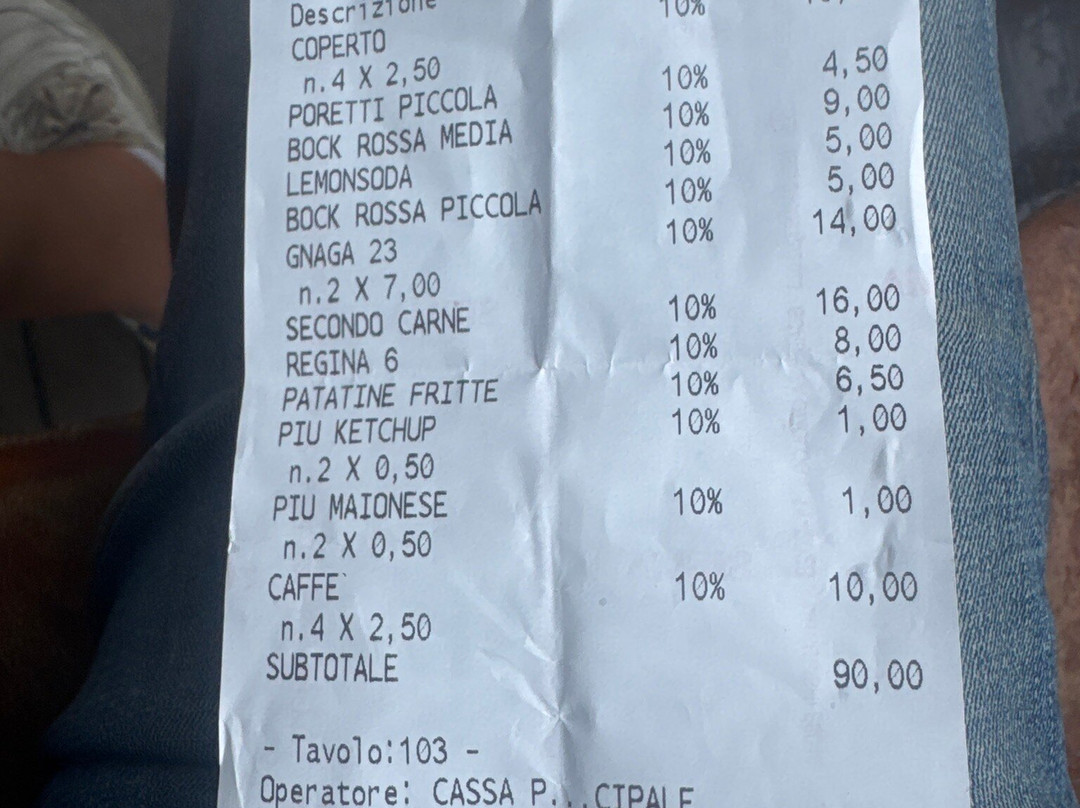 Descrizione
COPERTO 10%
n.4 X 2,50
PORETTI PICCOLA 10% 4,50
BOCK ROSSA MEDIA 10% 9,00
LEMONSODA 10% 5,00
BOCK ROSSA PICCOLA 10% 5,00
GNAGA 23 10% 14,00
n.2 X 7,00
SECONDO CARNE 10% 16,00
REGINA 6 10% 8,00
PATATINE FRITTE 10% 6,50
PIU KETCHUP 10% 1,00
n.2 X 0,50
PIU MAIONESE 10% 1,00
n.2 X 0,50
CAFFE` 10% 10,00
n.4 X 2,50
SUBTOTALE 90,00
- Tavolo:103 -
Operatore: CASSA